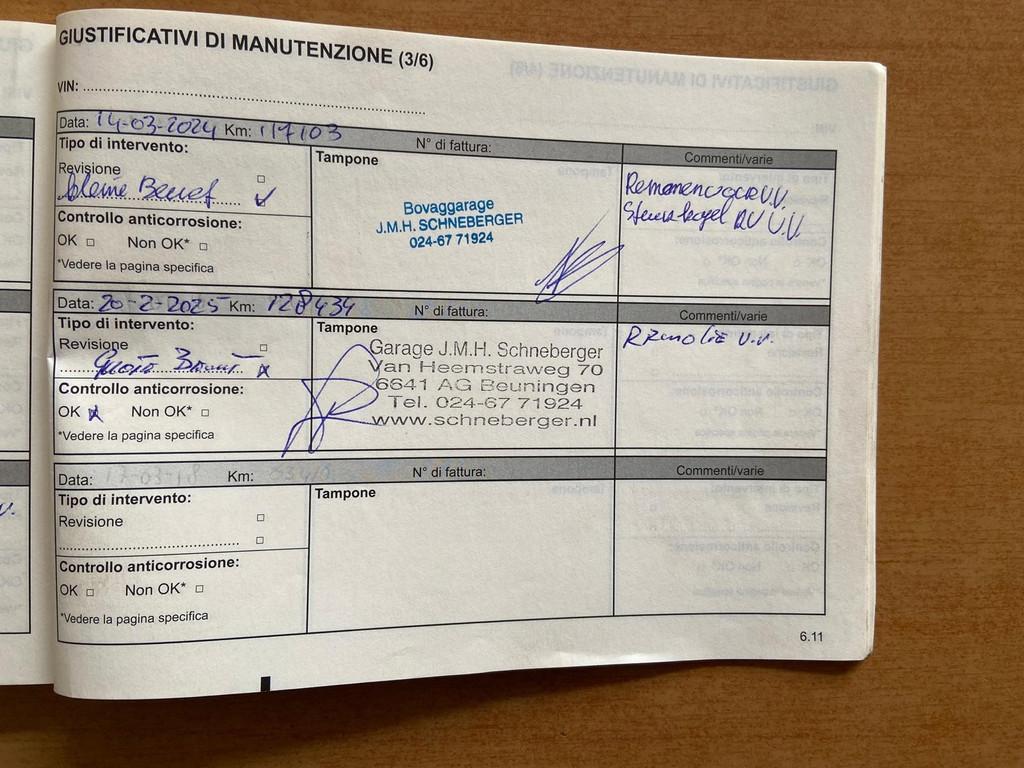 GIUSTIFICATIVI DI MANUTENZIONE (3/6)
VIN:
Data: 14-03-2024 Km: 117103 N° di fattura: Commenti/varie
Tipo di intervento:
Tampone
Revisione
Kleine
Controllo anticorrosione:
OK Non OK*
*Vedere la pagina specifica
Bovaggarage
J.M.H. SCHNEBERGER
024-67 71924
Remmen V.V.
RV V.V.
Data: 20-2-2025 Km: 128434 N° di fattura: Commenti/varie
Tipo di intervento:
Tampone
Revisione
Controllo anticorrosione:
OK Non OK*
*Vedere la pagina specifica
Garage J.M.H. Schneberger
Van Heemstraweg 70
6641 AG Beuningen
Tel. 024-67 71924
www.schneberger.nl
V.V.
Data: Km: N° di fattura: Commenti/varie
Tipo di intervento:
Tampone
Revisione
Controllo anticorrosione:
OK Non OK*
*Vedere la pagina specifica
6.11